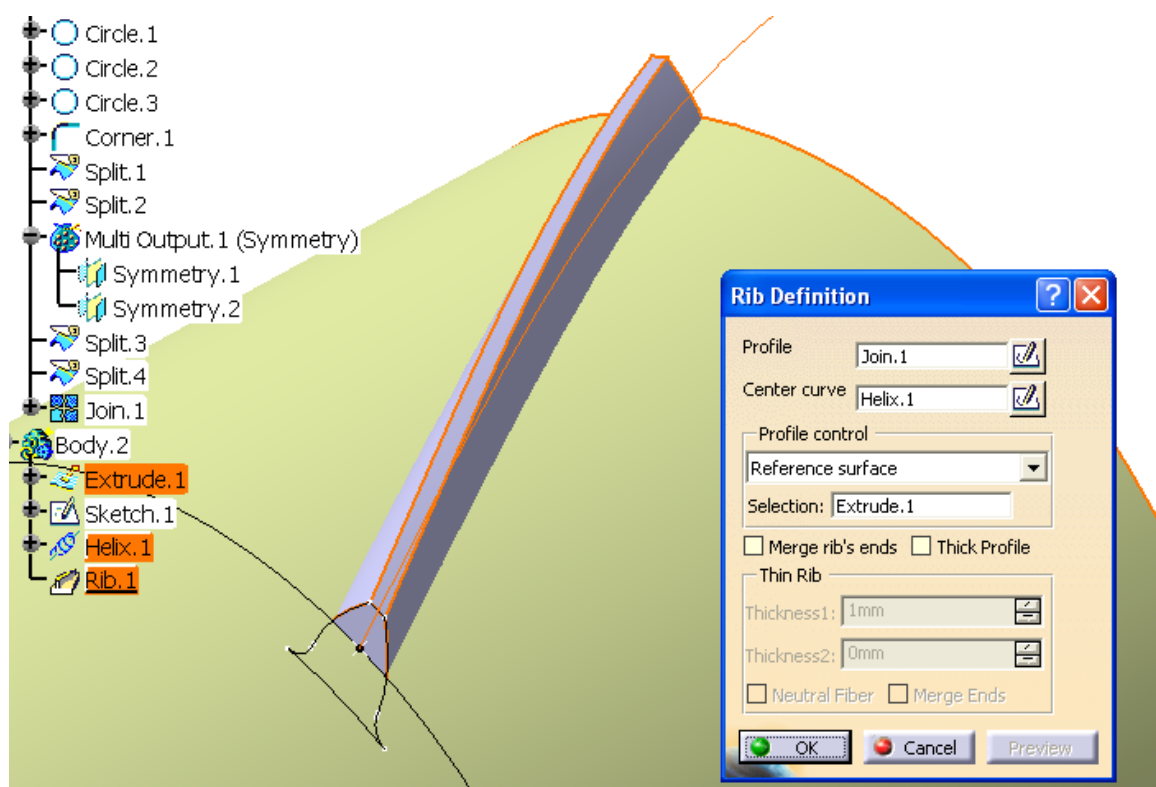 Circle.1
Circle.2
Circle.3
Corner.1
Split.1
Split.2
Multi Output.1 (Symmetry)
Symmetry.1
Symmetry.2
Split.3
Split.4
Join.1
Body.2
Extrude.1
Sketch.1
Helix.1
Rib.1
Rib Definition
Profile Join.1
Center curve Helix.1
Profile control
Reference surface
Selection: Extrude.1
Merge rib's ends Thick Profile
Thin Rib
Thickness1: 1mm
Thickness2: 0mm
Neutral Fiber Merge Ends
OK Cancel Preview